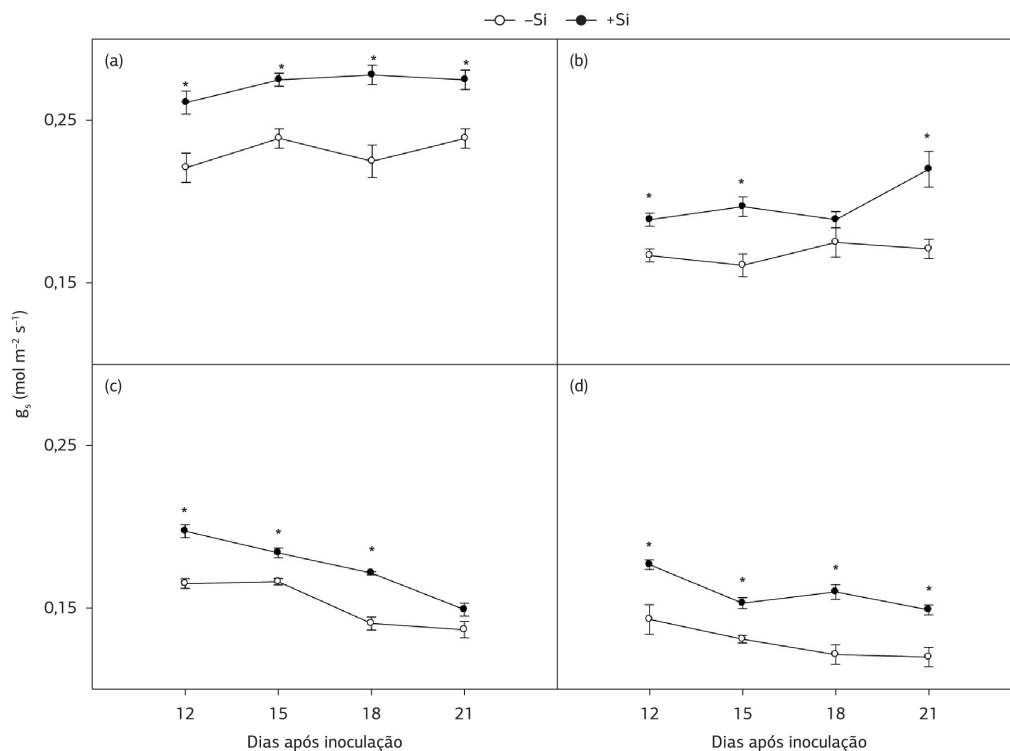 –Si +Si
(a) (b)
* * * *
* * *
0,25
0,15
gₛ (mol m⁻² s⁻¹)
(c) (d)
* * *
* * * *
0,25
0,15
12 15 18 21 12 15 18 21
Dias após inoculação Dias após inoculação